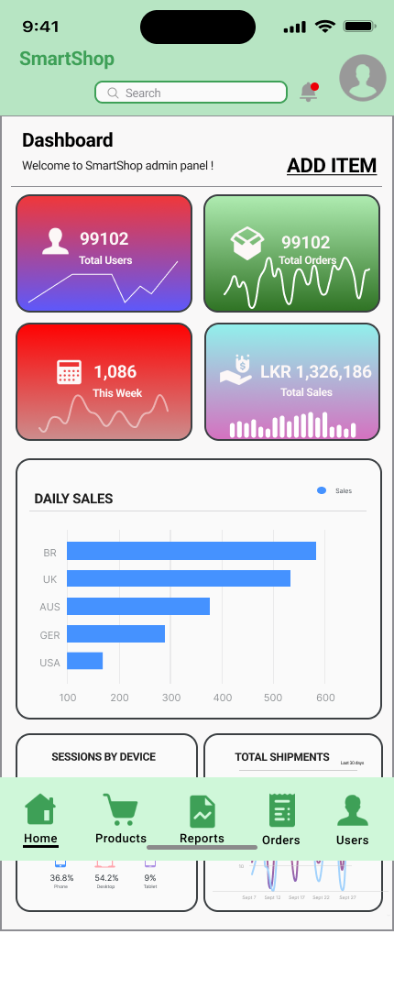 9:41
SmartShop
Search
Dashboard
Welcome to SmartShop admin panel !
ADD ITEM
99102
Total Users
99102
Total Orders
1,086
This Week
LKR 1,326,186
Total Sales
DAILY SALES
Sales
BR
UK
AUS
GER
USA
100 200 300 400 500 600
SESSIONS BY DEVICE
TOTAL SHIPMENTS
Last 30 days
Home
Products
Reports
Orders
Users
36.8%
Phone
54.2%
Desktop
9%
Tablet
10
Sept 7 Sept 12 Sept 17 Sept 22 Sept 27